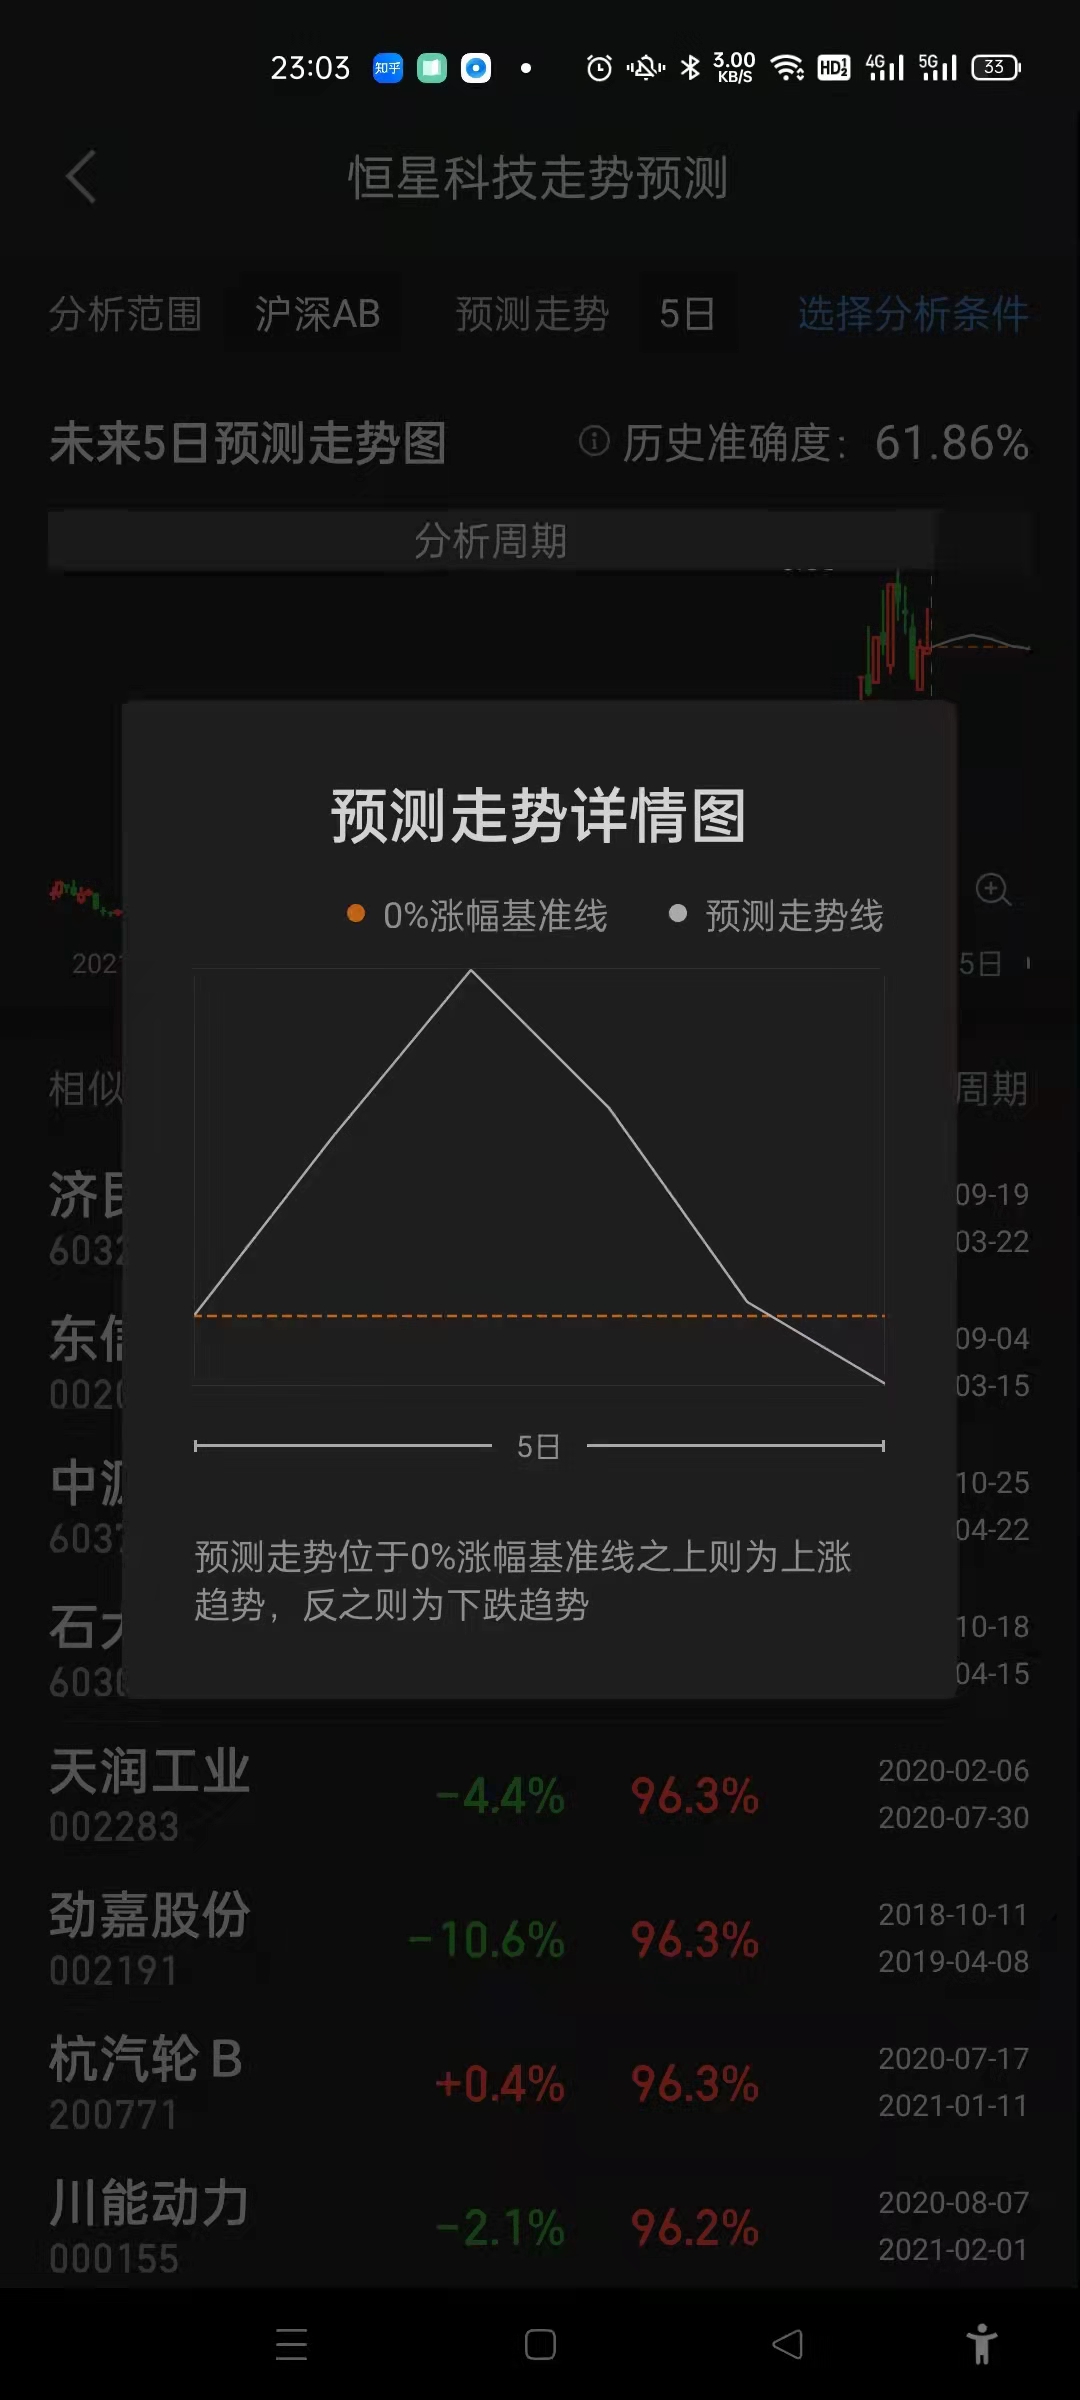 23:03 知乎 3.00 KB/S HD 1 2 4G 5G 33
恒星科技走势预测
分析范围 沪深AB 预测走势 5日 选择分析条件
未来5日预测走势图 历史准确度：61.86%
分析周期
预测走势详情图
0%涨幅基准线 预测走势线
202 5日
相似 周期
济民 09-19
6032 03-22
东信 09-04
002 03-15
中源 10-25
6037 04-22
石大 10-18
603 04-15
5日
预测走势位于0%涨幅基准线之上则为上涨
趋势，反之则为下跌趋势
天润工业 -4.4% 96.3% 2020-02-06
002283 2020-07-30
劲嘉股份 -10.6% 96.3% 2018-10-11
002191 2019-04-08
杭汽轮B +0.4% 96.3% 2020-07-17
200771 2021-01-11
川能动力 -2.1% 96.2% 2020-08-07
000155 2021-02-01